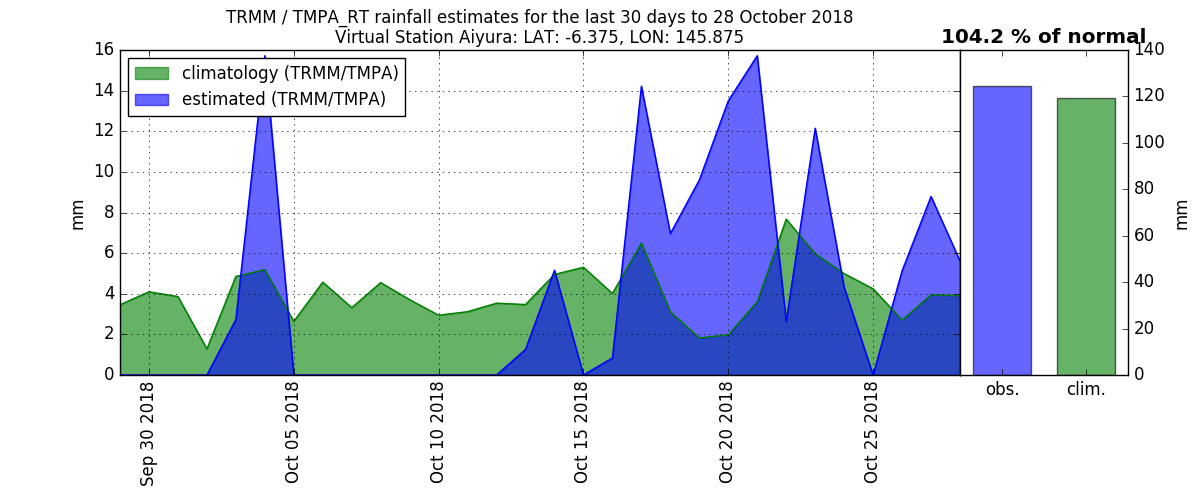 TRMM / TMPA_RT rainfall estimates for the last 30 days to 28 October 2018
Virtual Station Aiyura: LAT: -6.375, LON: 145.875
104.2 % of normal
climatology (TRMM/TMPA)
estimated (TRMM/TMPA)
16
14
12
10
8
6
4
2
0
mm
Sep 30 2018
Oct 05 2018
Oct 10 2018
Oct 15 2018
Oct 20 2018
Oct 25 2018
obs.
clim.
140
120
100
80
60
40
20
0
mm